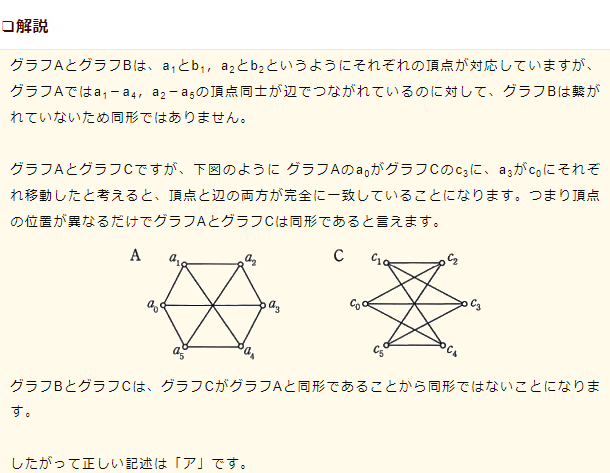 ❏解説
グラフAとグラフBは、a₁とb₁，a₂とb₂というようにそれぞれの頂点が対応していますが、
グラフAではa₁－a₄，a₂－a₅の頂点同士が辺でつながれているのに対して、グラフBは繋が
れていないため同形ではありません。
グラフAとグラフCですが、下図のように グラフAのa₀がグラフCのc₃に、a₃がc₀にそれぞ
れ移動したと考えると、頂点と辺の両方が完全に一致していることになります。つまり頂点
の位置が異なるだけでグラフAとグラフCは同形であると言えます。
A a₁ a₂ C c₁ c₂
a₀ a₃ c₀ c₃
a₅ a₄ c₅ c₄
グラフBとグラフCは、グラフCがグラフAと同形であることから同形ではないことになりま
す。
したがって正しい記述は「ア」です。